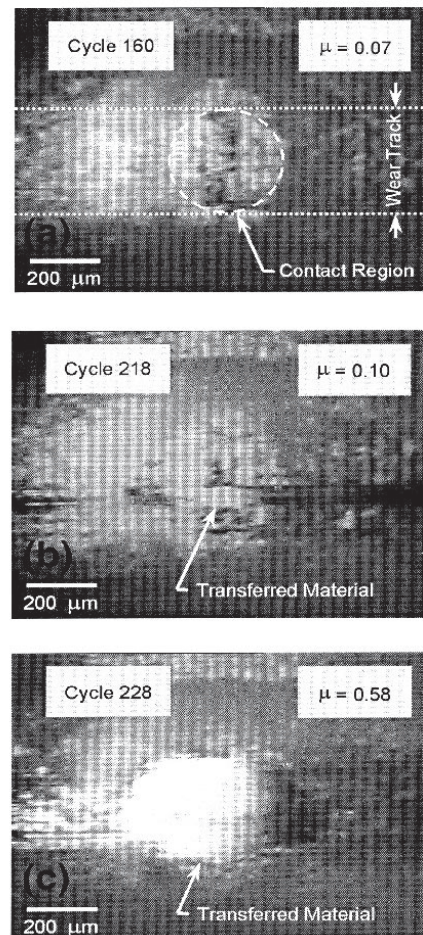 Cycle 160
μ = 0.07
Wear Track
(a)
200 μm
Contact Region
Cycle 218
μ = 0.10
(b)
200 μm
Transferred Material
Cycle 228
μ = 0.58
(c)
200 μm
Transferred Material